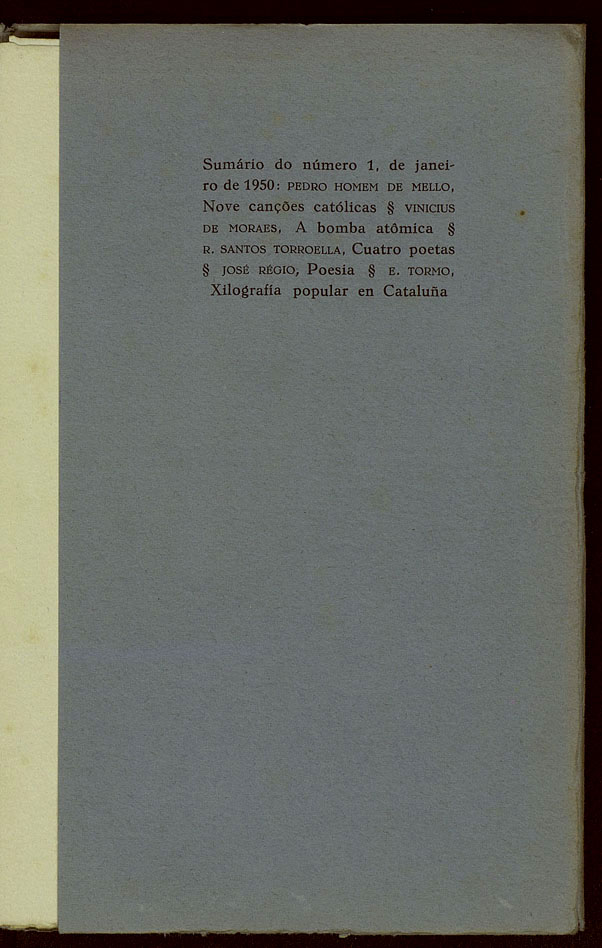 Sumário do número 1, de janei-
ro de 1950: PEDRO HOMEM DE MELLO,
Nove canções católicas § VINICIUS
DE MORAES, A bomba atômica §
R. SANTOS TORROELLA, Cuatro poetas
§ JOSÉ RÉGIO, Poesia § E. TORMO,
Xilografía popular en Cataluña